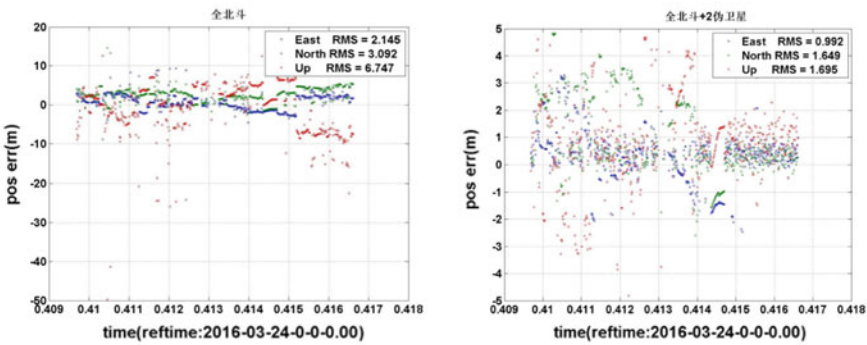 全北斗
East RMS = 2.145
North RMS = 3.092
Up RMS = 6.747
pos err(m)
20
10
0
-10
-20
-30
-40
-50
0.409 0.41 0.411 0.412 0.413 0.414 0.415 0.416 0.417 0.418
time(reftime:2016-03-24-0-0-0.00)
全北斗+2伪卫星
East RMS = 0.992
North RMS = 1.649
Up RMS = 1.695
pos err(m)
5
4
3
2
1
0
-1
-2
-3
-4
-5
0.409 0.41 0.411 0.412 0.413 0.414 0.415 0.416 0.417 0.418
time(reftime:2016-03-24-0-0-0.00)